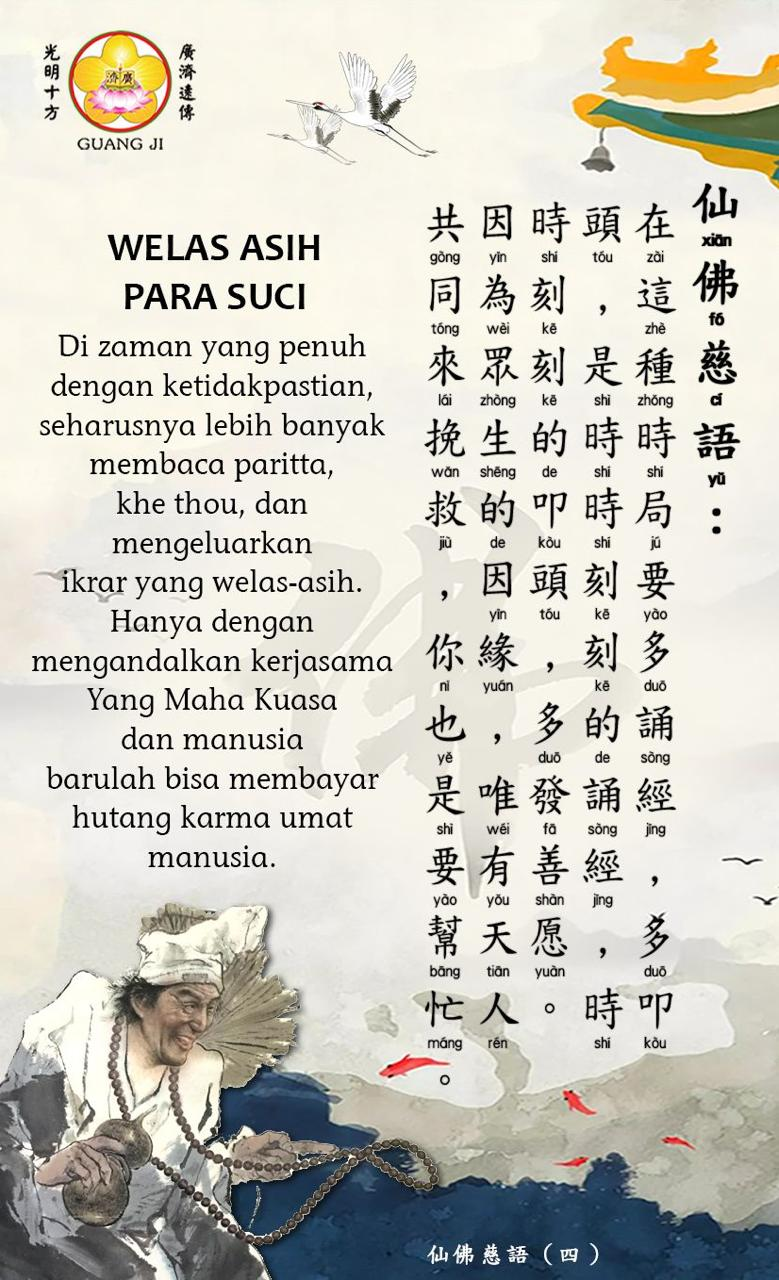 光明十方
廣濟
廣濟遠傳
GUANG JI
仙佛慈語：
xiān fó cí yǔ
在這種時局要多誦經，多叩
zài zhè zhǒng shí jú yào duō sòng jīng duō kòu
頭，是時時刻刻的誦經，時
tóu shì shí shí kē kē de sòng jīng shí
時刻刻的叩頭，多發善愿。
shí kē kē de kòu tóu duō fā shàn yuàn
因為眾生的因緣，唯有天人
yīn wèi zhòng shēng de yīn yuán wéi yǒu tiān rén
共同來挽救，你也是要幫忙。
gòng tóng lái wǎn jiù nǐ yě shì yào bāng máng
WELAS ASIH
PARA SUCI
Di zaman yang penuh
dengan ketidakpastian,
seharusnya lebih banyak
membaca paritta,
khe thou, dan
mengeluarkan
ikrar yang welas-asih.
Hanya dengan
mengandalkan kerjasama
Yang Maha Kuasa
dan manusia
barulah bisa membayar
hutang karma umat
manusia.
佛
仙佛慈語（四）